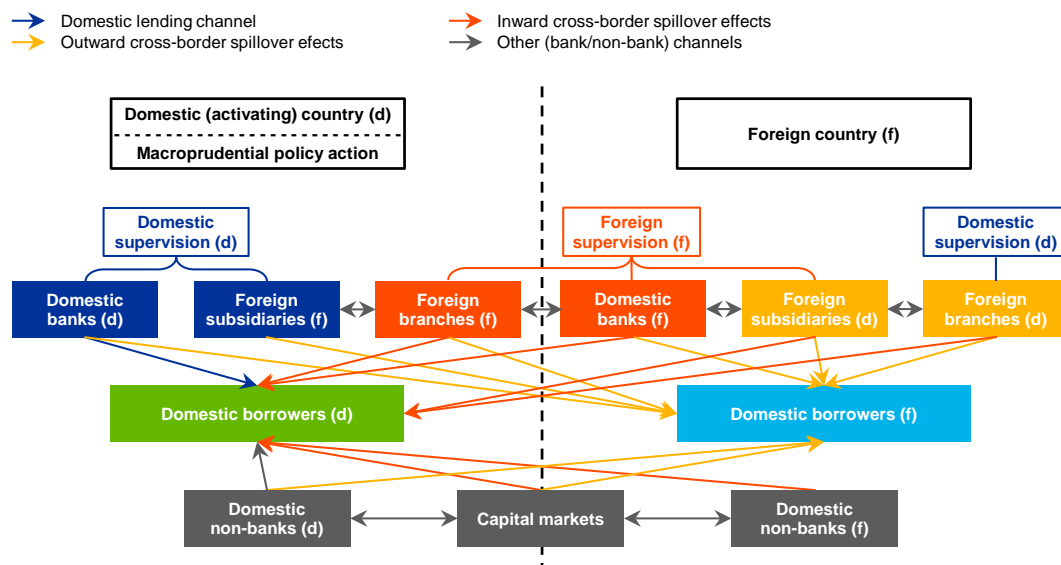 Domestic lending channel
Outward cross-border spillover efects
Inward cross-border spillover effects
Other (bank/non-bank) channels
Domestic (activating) country (d)
Macroprudential policy action
Foreign country (f)
Domestic
supervision (d)
Foreign
supervision (f)
Domestic
supervision (d)
Domestic
banks (d)
Foreign
subsidiaries (f)
Foreign
branches (f)
Domestic
banks (f)
Foreign
subsidiaries (d)
Foreign
branches (d)
Domestic borrowers (d)
Domestic borrowers (f)
Domestic
non-banks (d)
Capital markets
Domestic
non-banks (f)